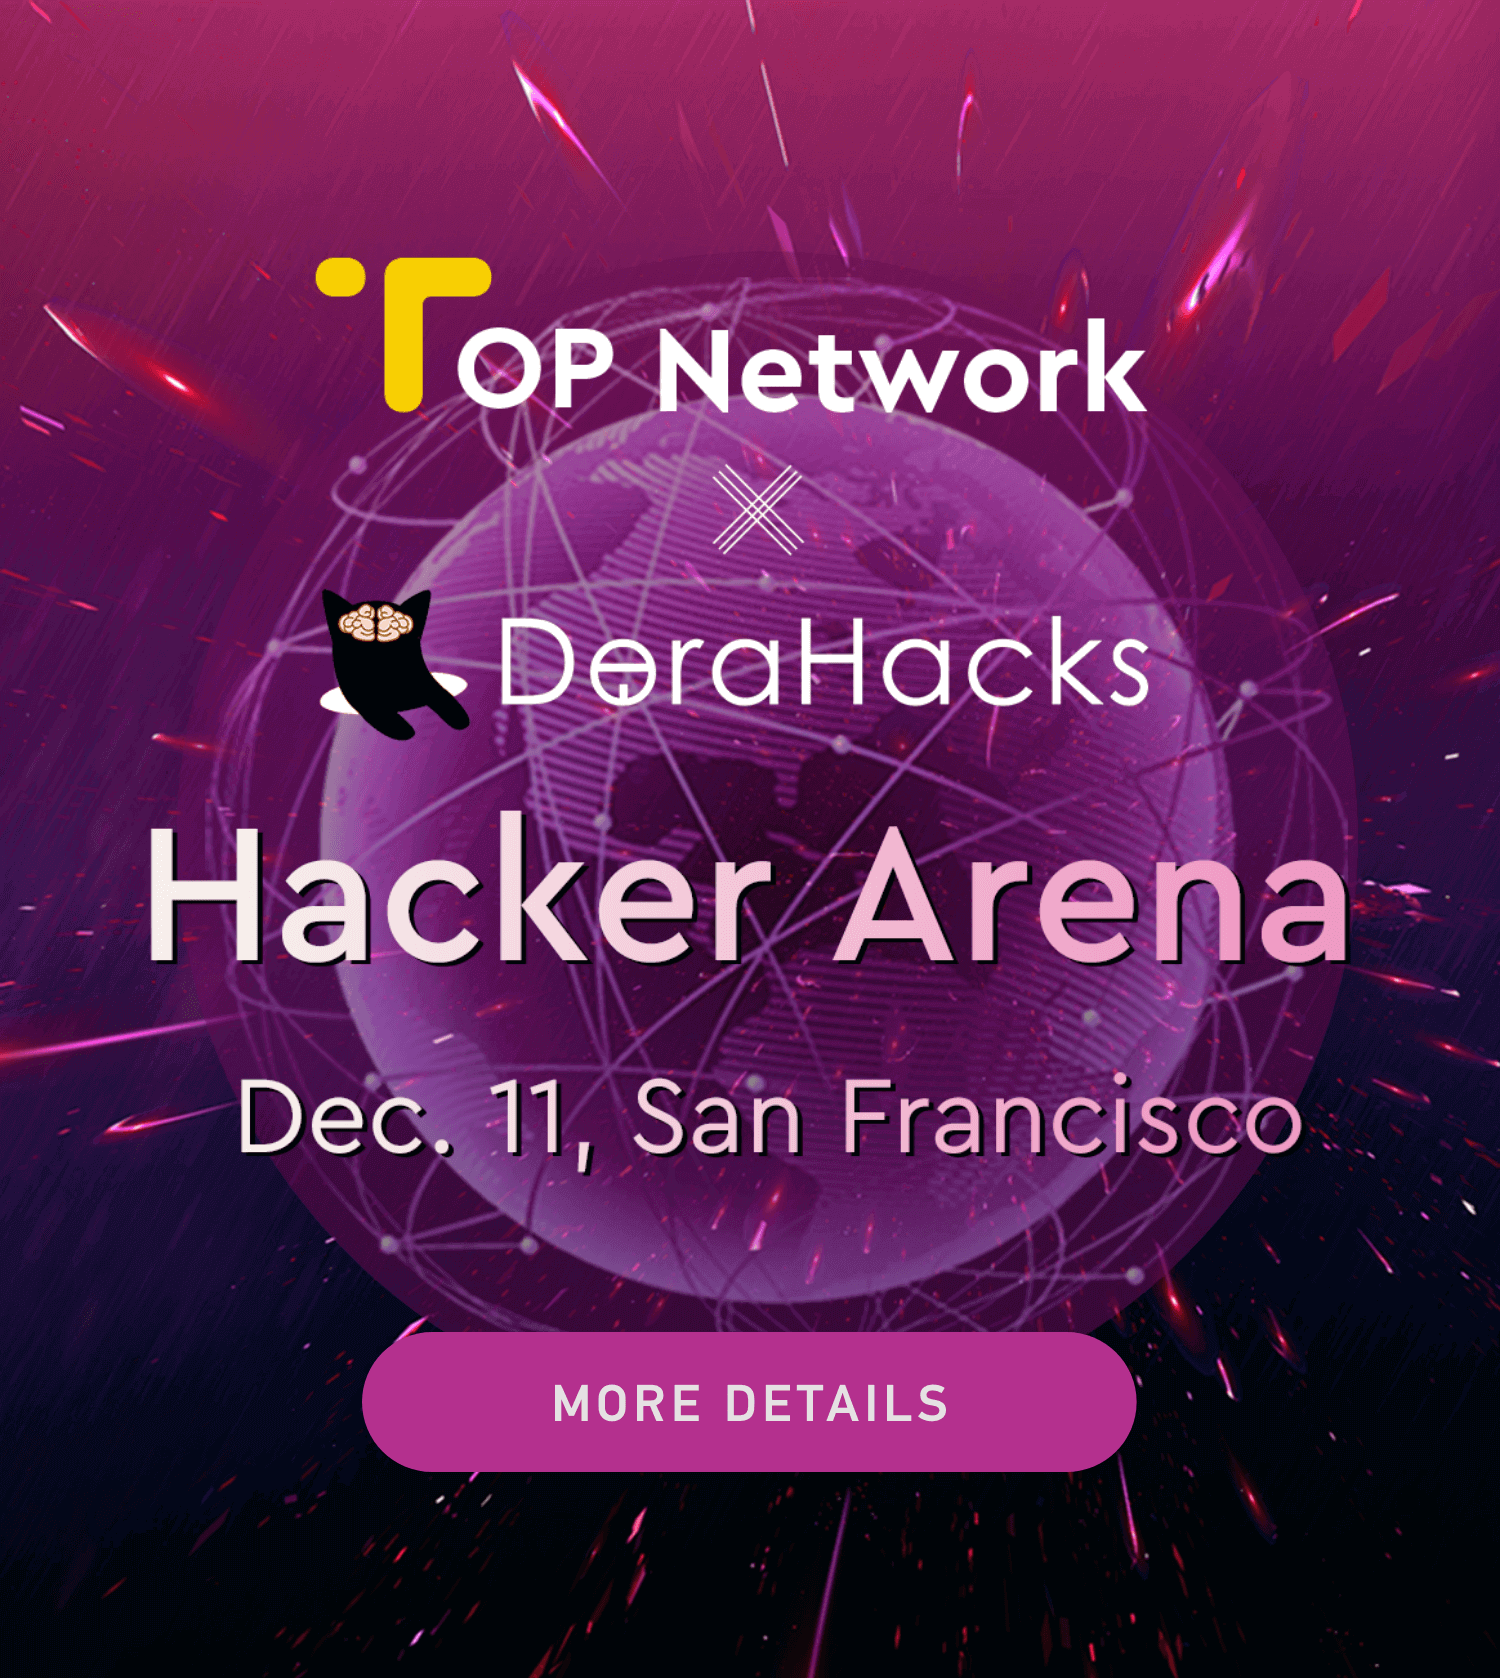 TOP Network
DoraHacks
Hacker Arena
Dec. 11, San Francisco
MORE DETAILS